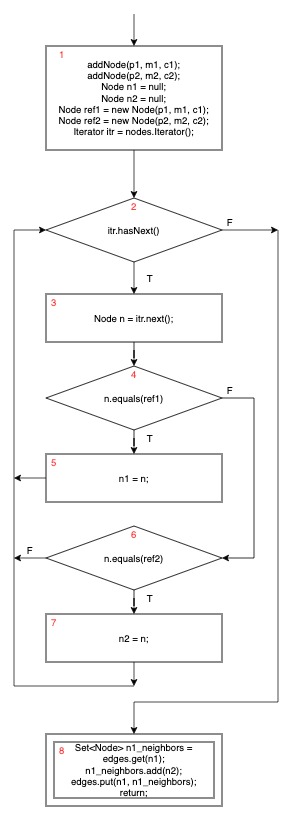 1
addNode(p1, m1, c1);
addNode(p2, m2, c2);
Node n1 = null;
Node n2 = null;
Node ref1 = new Node(p1, m1, c1);
Node ref2 = new Node(p2, m2, c2);
Iterator itr = nodes.Iterator();
2
itr.hasNext()
F
T
3
Node n = itr.next();
4
n.equals(ref1)
F
T
5
n1 = n;
6
n.equals(ref2)
F
T
7
n2 = n;
8
Set<Node> n1_neighbors =
edges.get(n1);
n1_neighbors.add(n2);
edges.put(n1, n1_neighbors);
return;